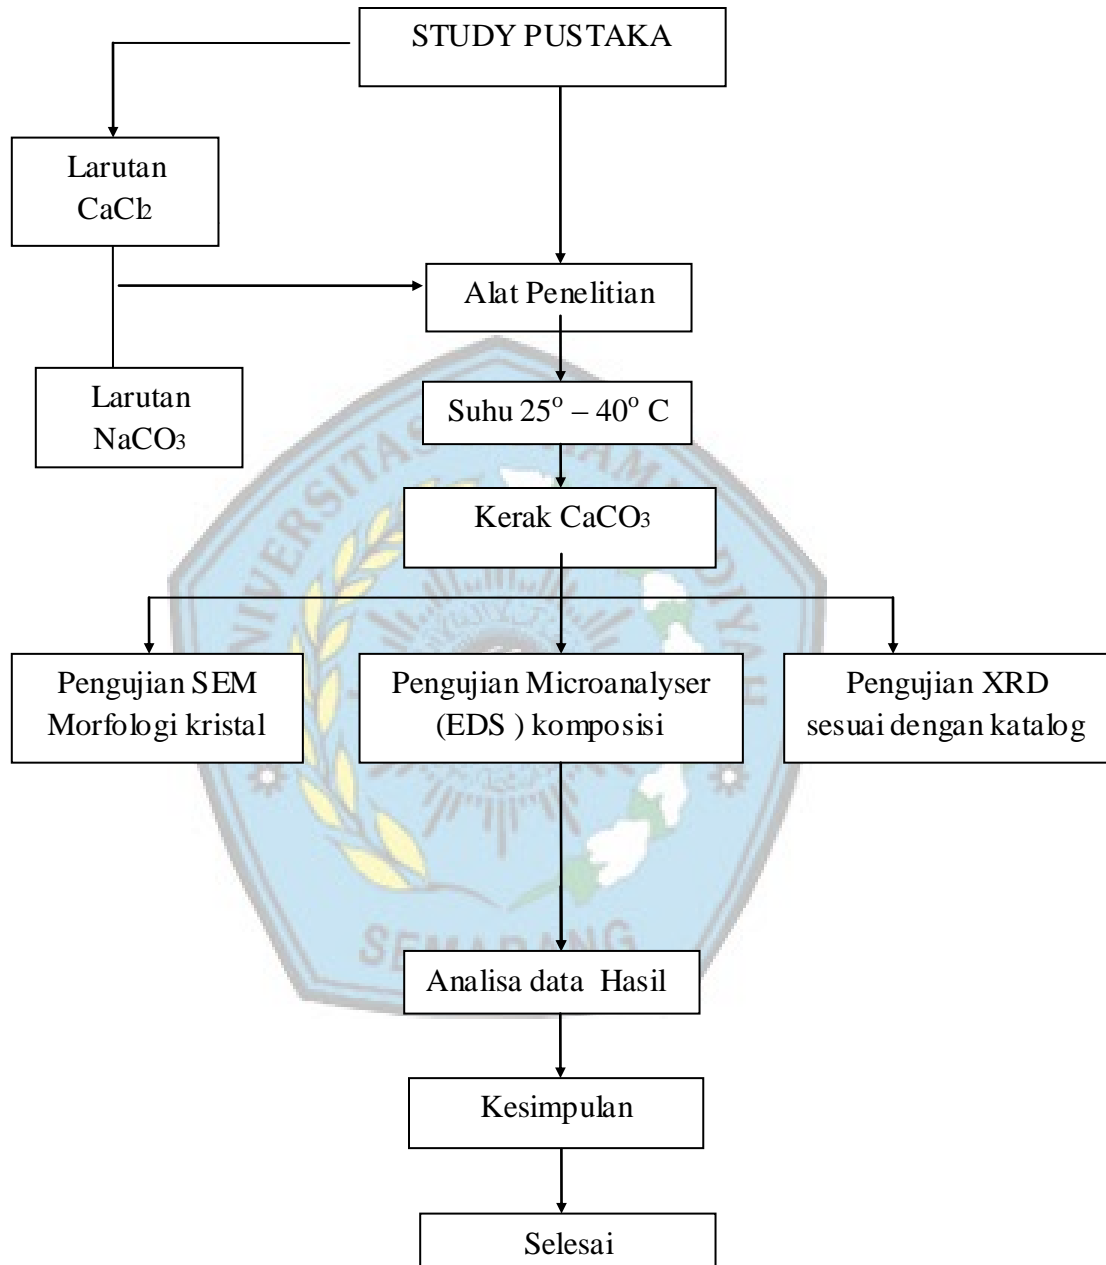 STUDY PUSTAKA
Larutan
CaCl2
Alat Penelitian
Larutan
NaCO3
Suhu 25° – 40° C
Kerak CaCO3
Pengujian SEM
Morfologi kristal
Pengujian Microanalyser
(EDS ) komposisi
Pengujian XRD
sesuai dengan katalog
SEMARANG
Analisa data Hasil
Kesimpulan
Selesai